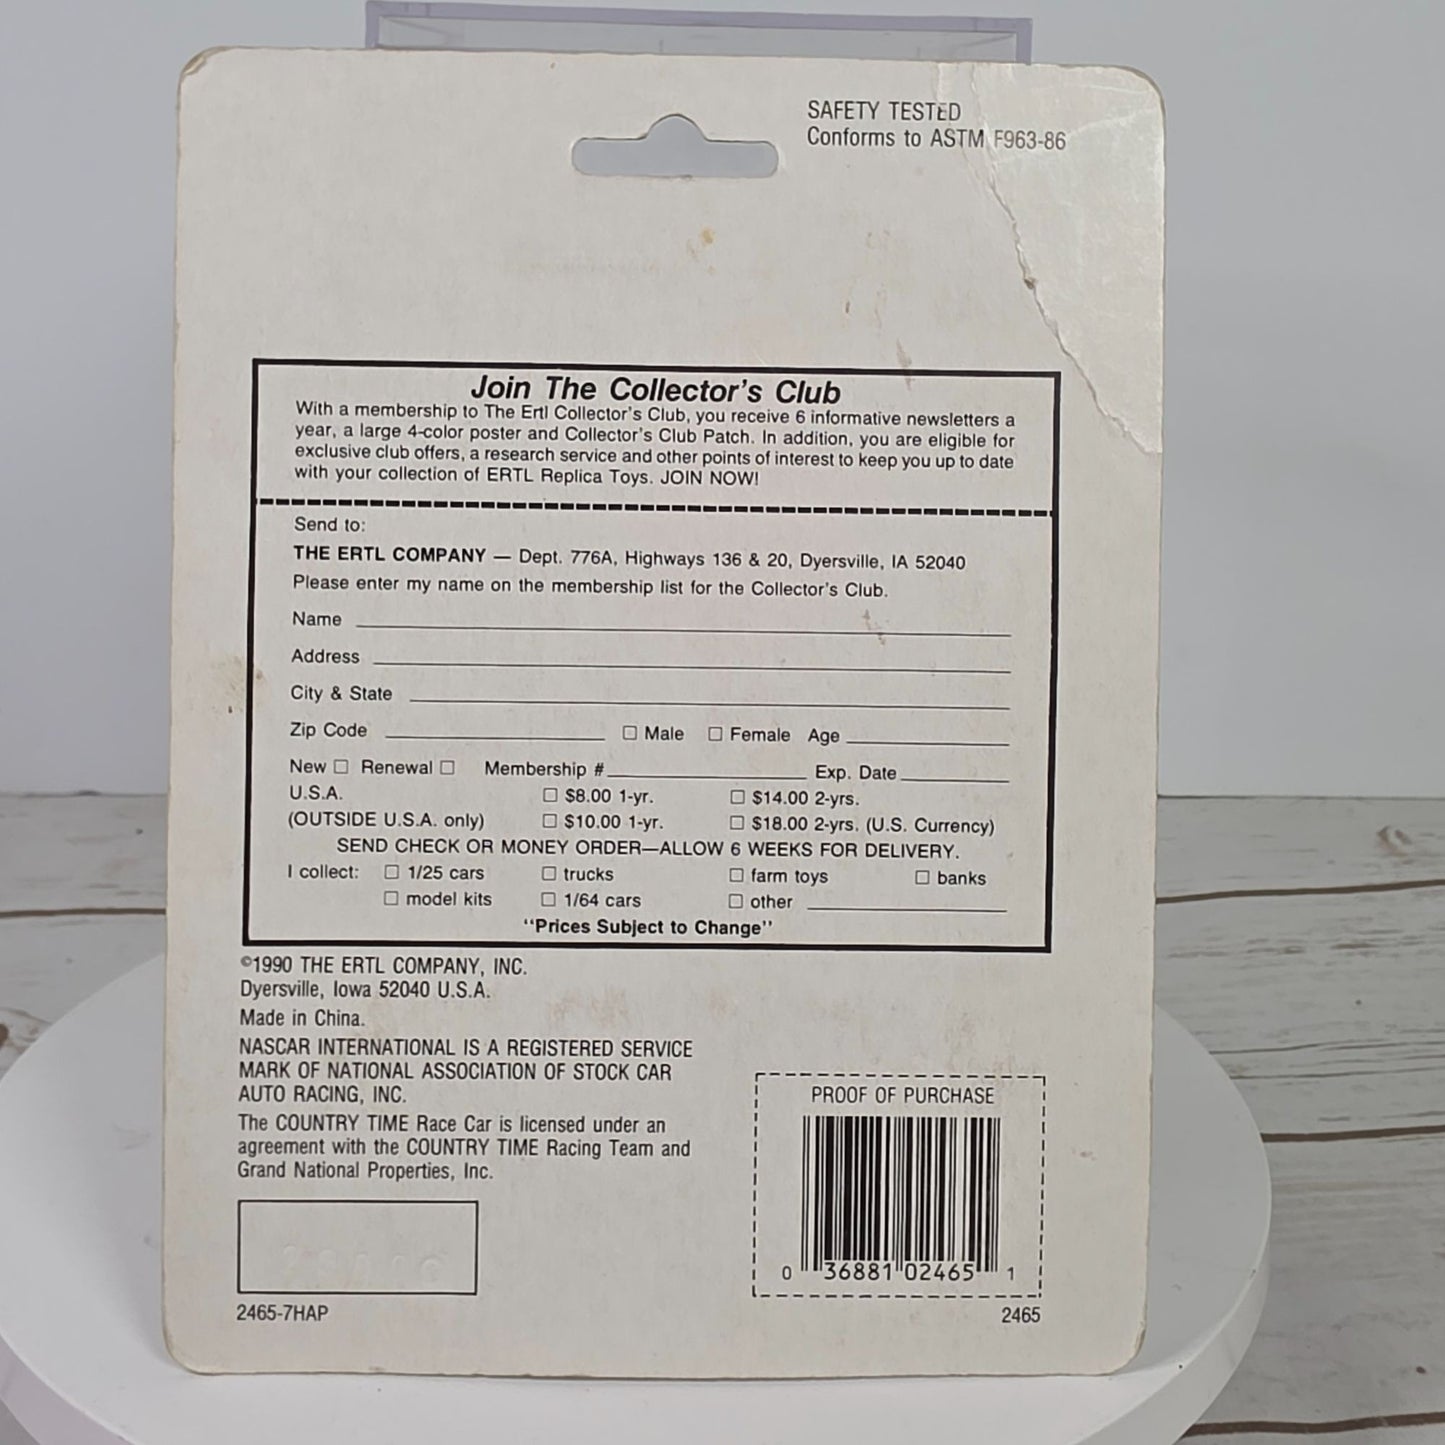 SAFETY TESTED
Conforms to ASTM F963-86
Join The Collector's Club
With a membership to The Ertl Collector's Club, you receive 6 informative newsletters a
year, a large 4-color poster and Collector's Club Patch. In addition, you are eligible for
exclusive club offers, a research service and other points of interest to keep you up to date
with your collection of ERTL Replica Toys. JOIN NOW!
Send to:
THE ERTL COMPANY — Dept. 776A, Highways 136 & 20, Dyersville, IA 52040
Please enter my name on the membership list for the Collector's Club.
Name
Address
City & State
Zip Code ☐ Male ☐ Female Age
New ☐ Renewal ☐ Membership # Exp. Date
U.S.A. ☐ $8.00 1-yr. ☐ $14.00 2-yrs.
(OUTSIDE U.S.A. only) ☐ $10.00 1-yr. ☐ $18.00 2-yrs. (U.S. Currency)
SEND CHECK OR MONEY ORDER—ALLOW 6 WEEKS FOR DELIVERY.
I collect: ☐ 1/25 cars ☐ trucks ☐ farm toys ☐ banks
☐ model kits ☐ 1/64 cars ☐ other
"Prices Subject to Change"
©1990 THE ERTL COMPANY, INC.
Dyersville, Iowa 52040 U.S.A.
Made in China.
NASCAR INTERNATIONAL IS A REGISTERED SERVICE
MARK OF NATIONAL ASSOCIATION OF STOCK CAR
AUTO RACING, INC.
The COUNTRY TIME Race Car is licensed under an
agreement with the COUNTRY TIME Racing Team and
Grand National Properties, Inc.
2465-7HAP
PROOF OF PURCHASE
0 36881 02465 1
2465